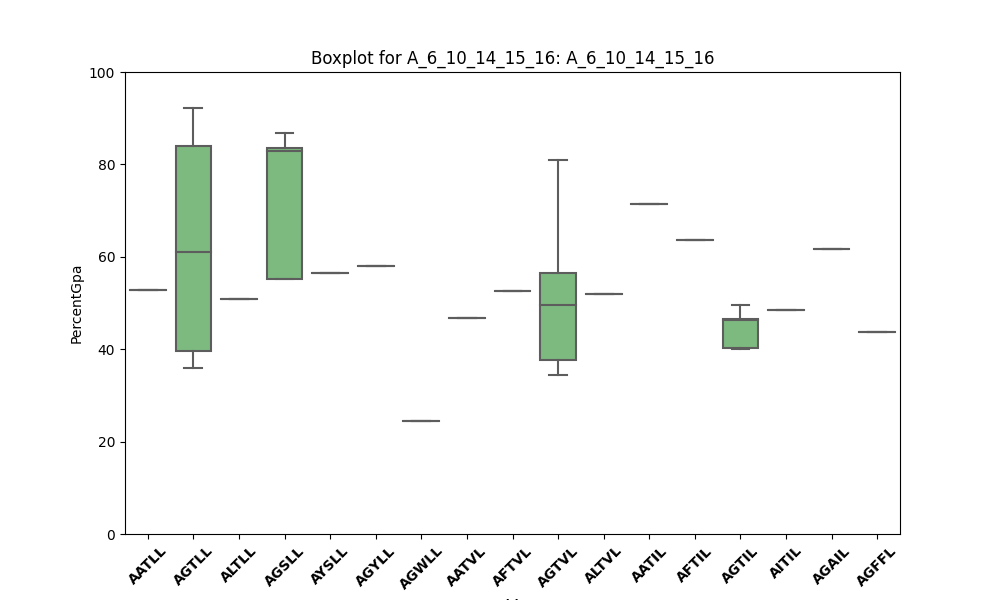 Boxplot for A_6_10_14_15_16: A_6_10_14_15_16
PercentGpa
100
80
60
40
20
0
AATLL
AGTLL
ALTLL
AGSLL
AYSLL
AGYLL
AGWLL
AATVL
AFTVL
AGTVL
ALTVL
AATIL
AFTIL
AGTIL
AITIL
AGAIL
AGFFL